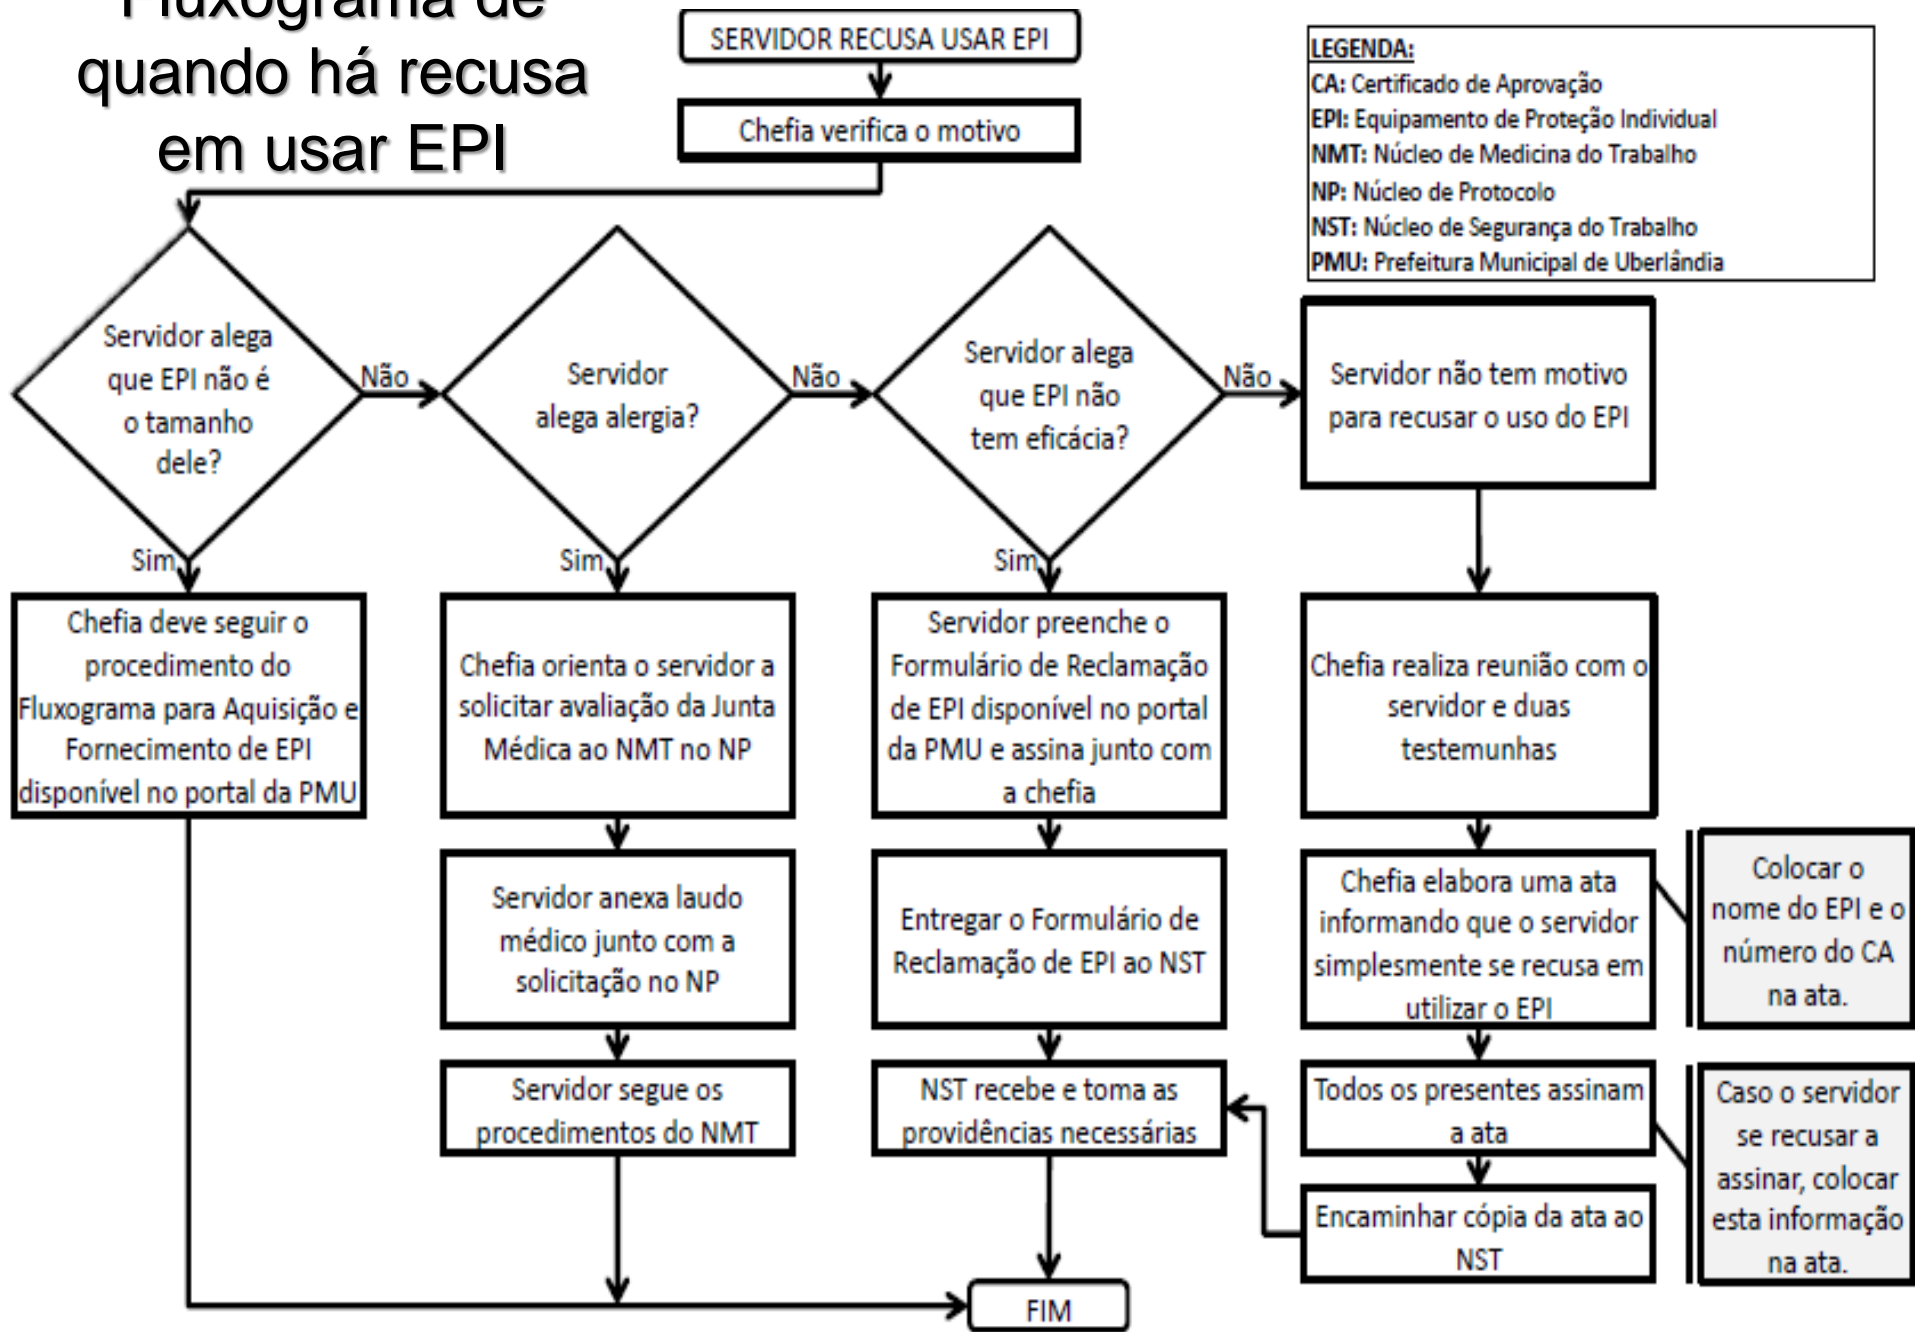 Fluxograma de
quando há recusa
em usar EPI
SERVIDOR RECUSA USAR EPI
Chefia verifica o motivo
LEGENDA:
CA: Certificado de Aprovação
EPI: Equipamento de Proteção Individual
NMT: Núcleo de Medicina do Trabalho
NP: Núcleo de Protocolo
NST: Núcleo de Segurança do Trabalho
PMU: Prefeitura Municipal de Uberlândia
Servidor alega
que EPI não é
o tamanho
dele?
Não
Sim
Servidor
alega alergia?
Não
Sim
Servidor alega
que EPI não
tem eficácia?
Não
Sim
Servidor não tem motivo
para recusar o uso do EPI
Chefia deve seguir o
procedimento do
Fluxograma para Aquisição e
Fornecimento de EPI
disponível no portal da PMU
Chefia orienta o servidor a
solicitar avaliação da Junta
Médica ao NMT no NP
Servidor anexa laudo
médico junto com a
solicitação no NP
Servidor segue os
procedimentos do NMT
Servidor preenche o
Formulário de Reclamação
de EPI disponível no portal
da PMU e assina junto com
a chefia
Entregar o Formulário de
Reclamação de EPI ao NST
NST recebe e toma as
providências necessárias
Chefia realiza reunião com o
servidor e duas
testemunhas
Chefia elabora uma ata
informando que o servidor
simplesmente se recusa em
utilizar o EPI
Colocar o
nome do EPI e o
número do CA
na ata.
Todos os presentes assinam
a ata
Caso o servidor
se recusar a
assinar, colocar
esta informação
na ata.
Encaminhar cópia da ata ao
NST
FIM